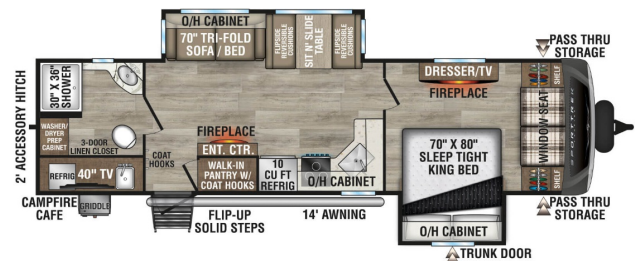 O/H CABINET
70" TRI-FOLD
SOFA / BED
FLIPSIDE
REVERSIBLE
CUSHIONS
SIT N' SLIDE
TABLE
FLIPSIDE
REVERSIBLE
CUSHIONS
PASS THRU
STORAGE
2" ACCESSORY HITCH
30" X 36"
SHOWER
DRESSER/TV
FIREPLACE
SHELF
WINDOW SEAT
SHELF
SPORTTREK
WASHER/
DRYER
PREP
CABINET
3-DOOR
LINEN CLOSET
COAT
HOOKS
FIREPLACE
ENT. CTR.
WALK-IN
PANTRY W/
COAT HOOKS
10
CU FT
REFRIG
O/H CABINET
70" X 80"
SLEEP TIGHT
KING BED
REFRIG
40" TV
CAMPFIRE
CAFE
GRIDDLE
FLIP-UP
SOLID STEPS
14' AWNING
O/H CABINET
TRUNK DOOR
PASS THRU
STORAGE